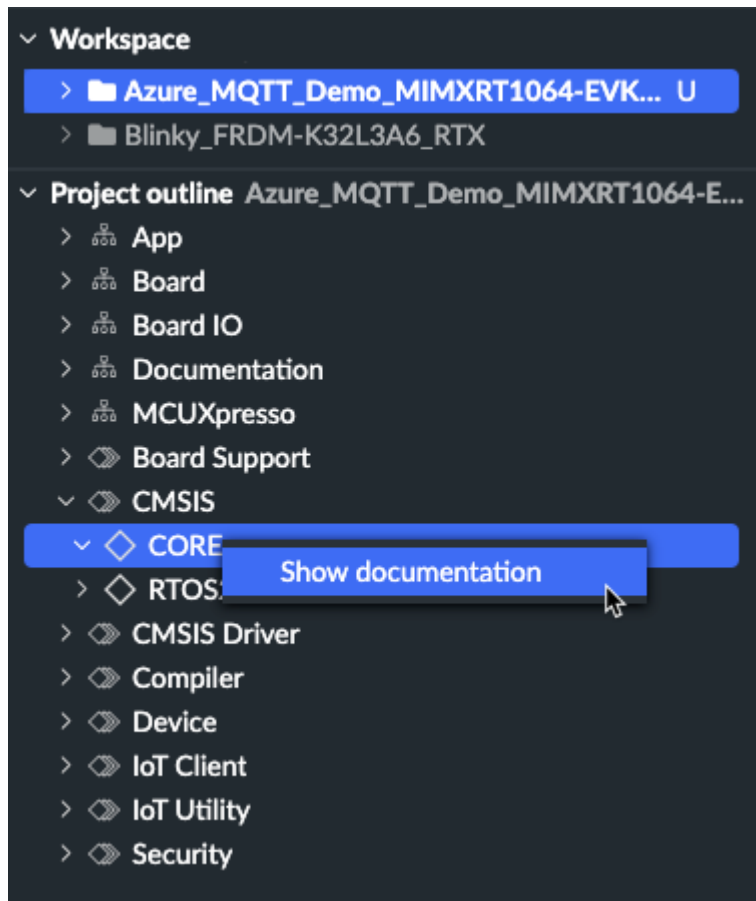 Workspace
Azure_MQTT_Demo_MIMXRT1064-EVK... U
Blinky_FRDM-K32L3A6_RTX
Project outline Azure_MQTT_Demo_MIMXRT1064-E...
App
Board
Board IO
Documentation
MCUXpresso
Board Support
CMSIS
CORE
Show documentation
CMSIS Driver
Compiler
Device
IoT Client
IoT Utility
Security